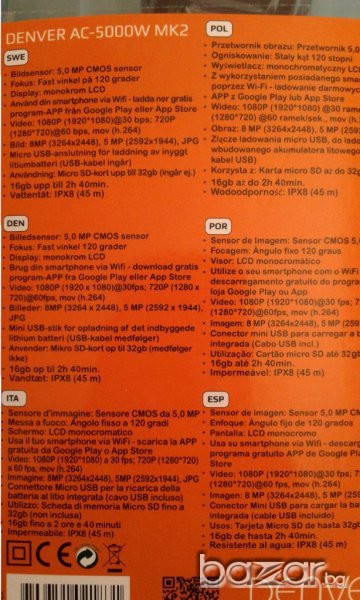 DENVER AC-5000W MK2
SWE
• Bildsensor: 5,0 MP CMOS sensor
• Fokus: Fast vinkel på 120 grader
• Display: monokrom LCD
• Använd din smartphone via Wifi - ladda ner gratis
program-APP från Google Play eller App Store
• Video: 1080P (1920*1080)@30 bps; 720P
(1280*720)@60 bps, mov (h.264)
• Bild: 8MP (3264x2448), 5 MP (2592x1944), JPG
• Micro USB-anslutning för laddning av inyggt
litiumbatteri (USB-kabel ingår)
• Användning: Micro SD-kort upp till 32gb (ingår ej)
• 16gb upp till 2h 40min.
• Vattentät: IPX8 (45 m)
DEN
• Billedsensor: 5,0 MP CMOS sensor
• Fokus: Fast vinkel 120 grader
• Display: monokrom LCD
• Brug din smartphone via Wifi - download gratis
program-APP fra Google Play eller App Store
• Video: 1080P (1920 x 1080)@30fps; 720P (1280 x
720)@60fps, mov (h.264)
• Billeder: 8MP (3264 x 2448), 5 MP (2592 x 1944),
JPG
• Mini USB-stik for opladning af det indbyggede
lithium batteri (USB-kabel medfølger)
• Anvender: Mikro SD-kort op til 32gb (medfølger
ikke)
• 16gb op til 2h 40min.
• Vandtæt: IPX8 (45 m)
ITA
• Sensore d'immagine: Sensore CMOS da 5,0 MP
• Messa a fuoco: Angolo fisso a 120 gradi
• Schermo: LCD monocromatico
• Usa il tuo smartphone via WiFi - scarica la APP
gratuita da Google Play o App Store
• Video: 1080P (1920*1080) a 30 fps; 720P (1280*720)
a 60 fps, mov (h.264)
• Immagine: 8MP (3264x2448), 5MP (2592x1944), JPG
• Connettore Micro USB per la ricarica della
batteria al litio integrata (cavo USB incluso)
• Utilizzo: Scheda di memoria Micro SD fino a
32gb (non inclusa)
• 16gb fino a 2 ore e 40 minuti
• Impermeabile: IPX8 (45 m)
POL
• Przetwornik obrazu: Przetwornik 5,0
• Ogniskowanie: Stały kąt 120 stopni
• Wyświetlacz: monochromatyczny LCD
• Z wykorzystaniem posiadanego smar
poprzez Wi-Fi - ładowanie darmowej
APP z Google Play lub App Store
• Wideo: 1080P (1920*1080) @ 30 ram
(1280*720) @60 ramek/sek., mov (h.
• Obraz: 8 MP (3264x2448), 5 MP (259
• Złącze ładowania micro USB, do ładow
wbudowanego akumulatora litowego
kabel USB)
• Korzysta z: Karta micro SD aż do 32gb
• 16gb aż do 2h 40min.
• Wodoodporność: IPX8 (45 m)
POR
• Sensor de Imagem: Sensor CMOS 5,0
• Focagem: Ângulo fixo 120 graus
• Visor: LCD monocromático
• Utilize o seu smartphone com o Wi
descarregamento gratuito do program
loja Google Play ou App
• Vídeo: 1080P (1920*1080)@30 fps;
(1280*720)@60fps, mov (h.264)
• Imagem: 8 MP (3264x2448), 5 MP (259
• Conector mini USB para carregar a b
integrada (Cabo USB incl.)
• Utilização: Cartão micro SD até 32gb
• 16gb até 2h 40min.
• Impermeável: IPX8 (45 m)
ESP
• Sensor de imagen: Sensor 5,0 MP CM
• Enfoque: Ángulo fijo de 120 grados
• Pantalla: LCD monocromo
• Use su smartphone vía Wifi - descarg
programa gratuito APP de Google Pla
Store
• Vídeo: 1080P (1920*1080)@30 fps; 7
(1280*720)@60fps, mov (h.264)
• Imagen: 8 MP (3264x2448), 5 MP (2592
• Conector Mini USB para cargar la bat
incluida (cable USB incluido)
• Usos: Tarjeta Micro SD de hasta 32gb
• 16gb de hasta 2h 40min.
• Resistente al agua: IPX8 (45 m)
CE
bazar.bg